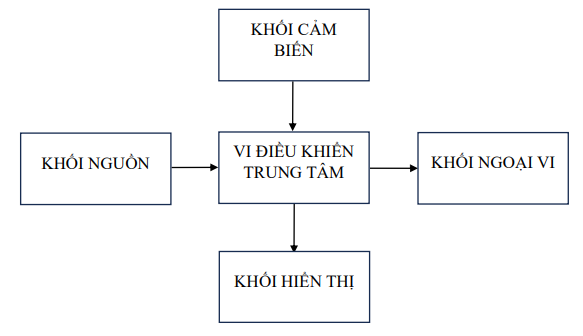 KHỐI CẢM
BIẾN
KHỐI NGUỒN
VI ĐIỀU KHIỂN
TRUNG TÂM
KHỐI NGOẠI VI
KHỐI HIỂN THỊ